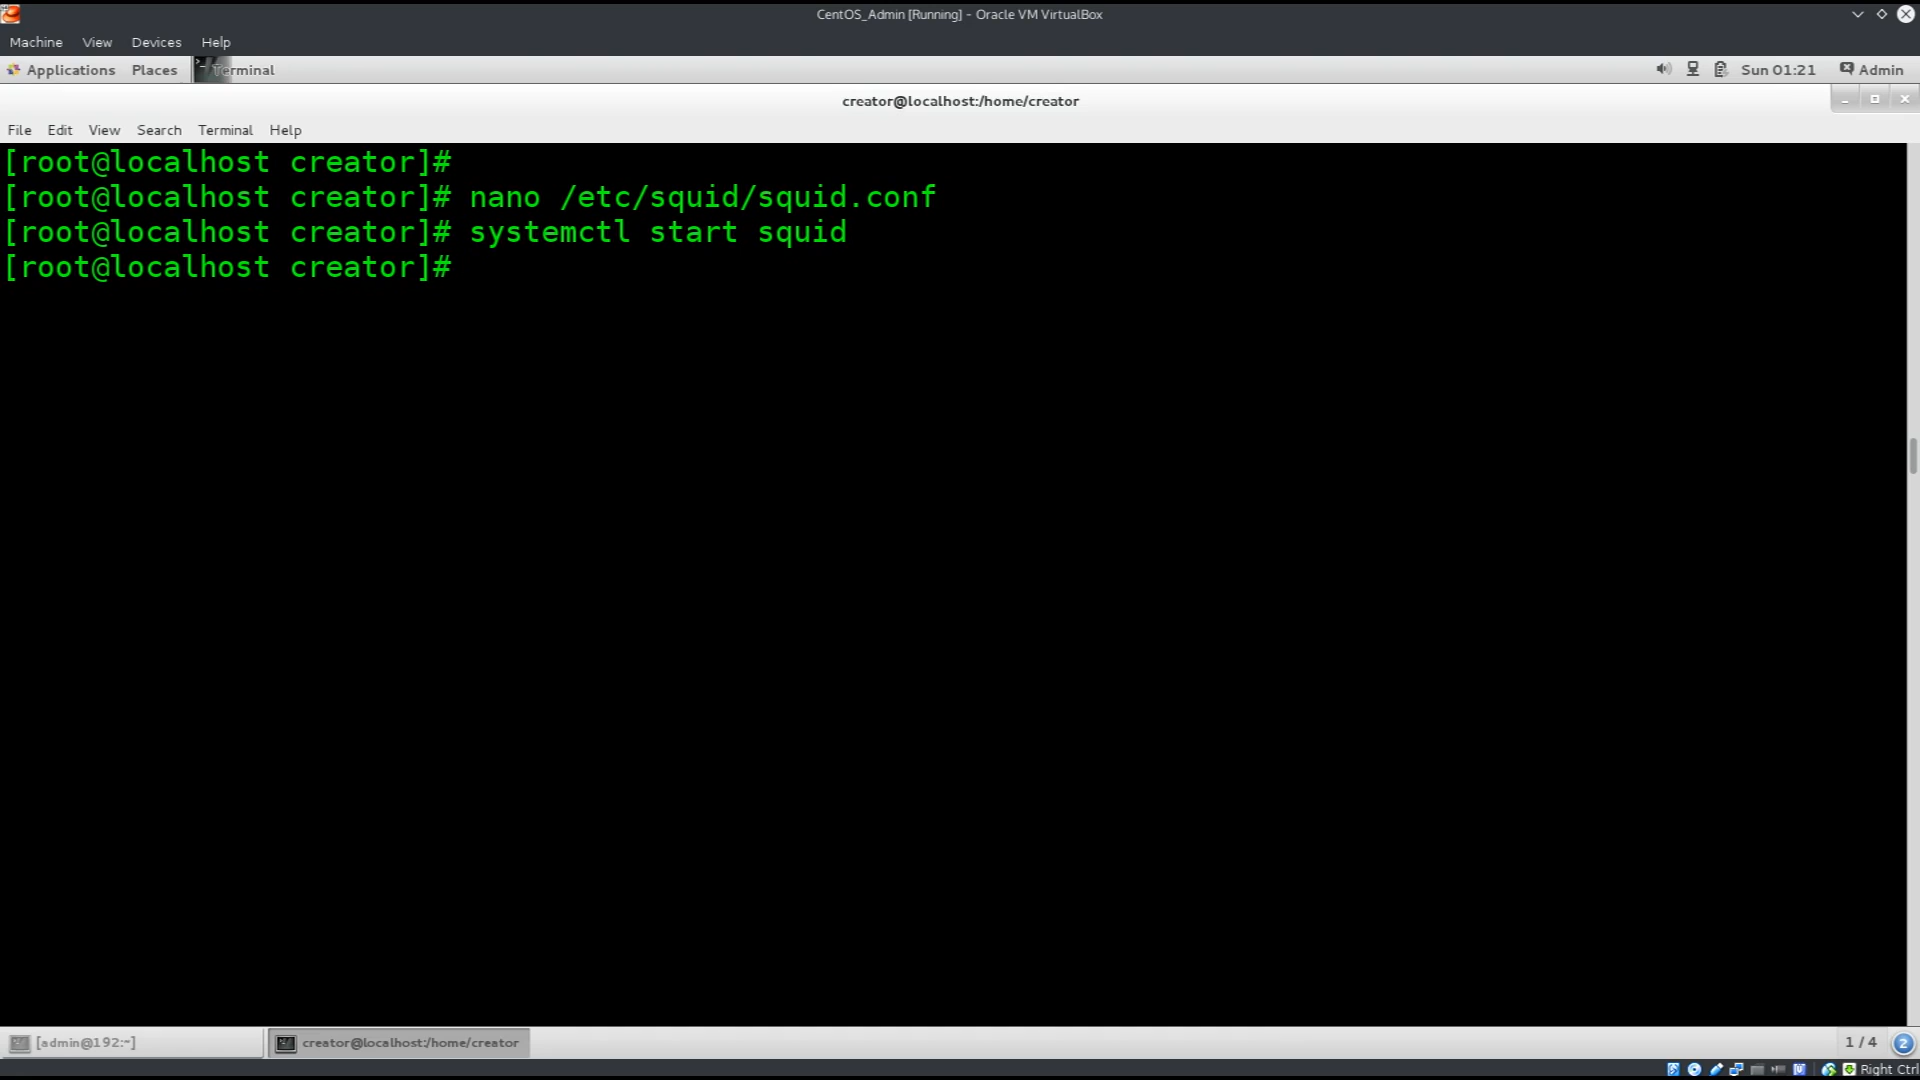 CentOS_Admin [Running] - Oracle VM VirtualBox
Machine View Devices Help
Applications Places Terminal Sun 01:21 Admin
creator@localhost:/home/creator
File Edit View Search Terminal Help
[root@localhost creator]#
[root@localhost creator]# nano /etc/squid/squid.conf
[root@localhost creator]# systemctl start squid
[root@localhost creator]#
[admin@192:~] creator@localhost:/home/creator 1 / 4 2
Right Ctrl